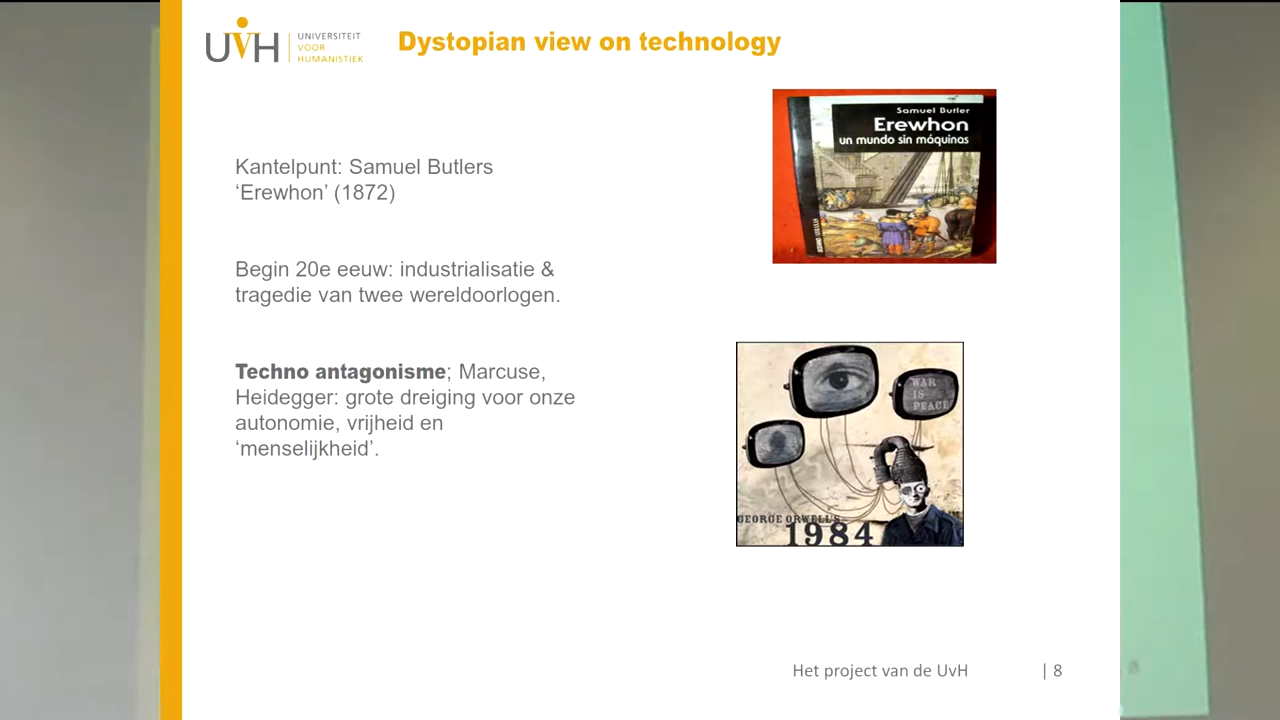 UvH
UNIVERSITEIT
VOOR
HUMANISTIEK
Dystopian view on technology
Samuel Butler
Erewhon
un mundo sin máquinas
Kantelpunt: Samuel Butlers
‘Erewhon’ (1872)
Begin 20e eeuw: industrialisatie &
tragedie van twee wereldoorlogen.
Techno antagonisme; Marcuse,
Heidegger: grote dreiging voor onze
autonomie, vrijheid en
‘menselijkheid’.
WAR
IS
PEACE
GEORGE ORWELL'S
1984
Het project van de UvH
| 8